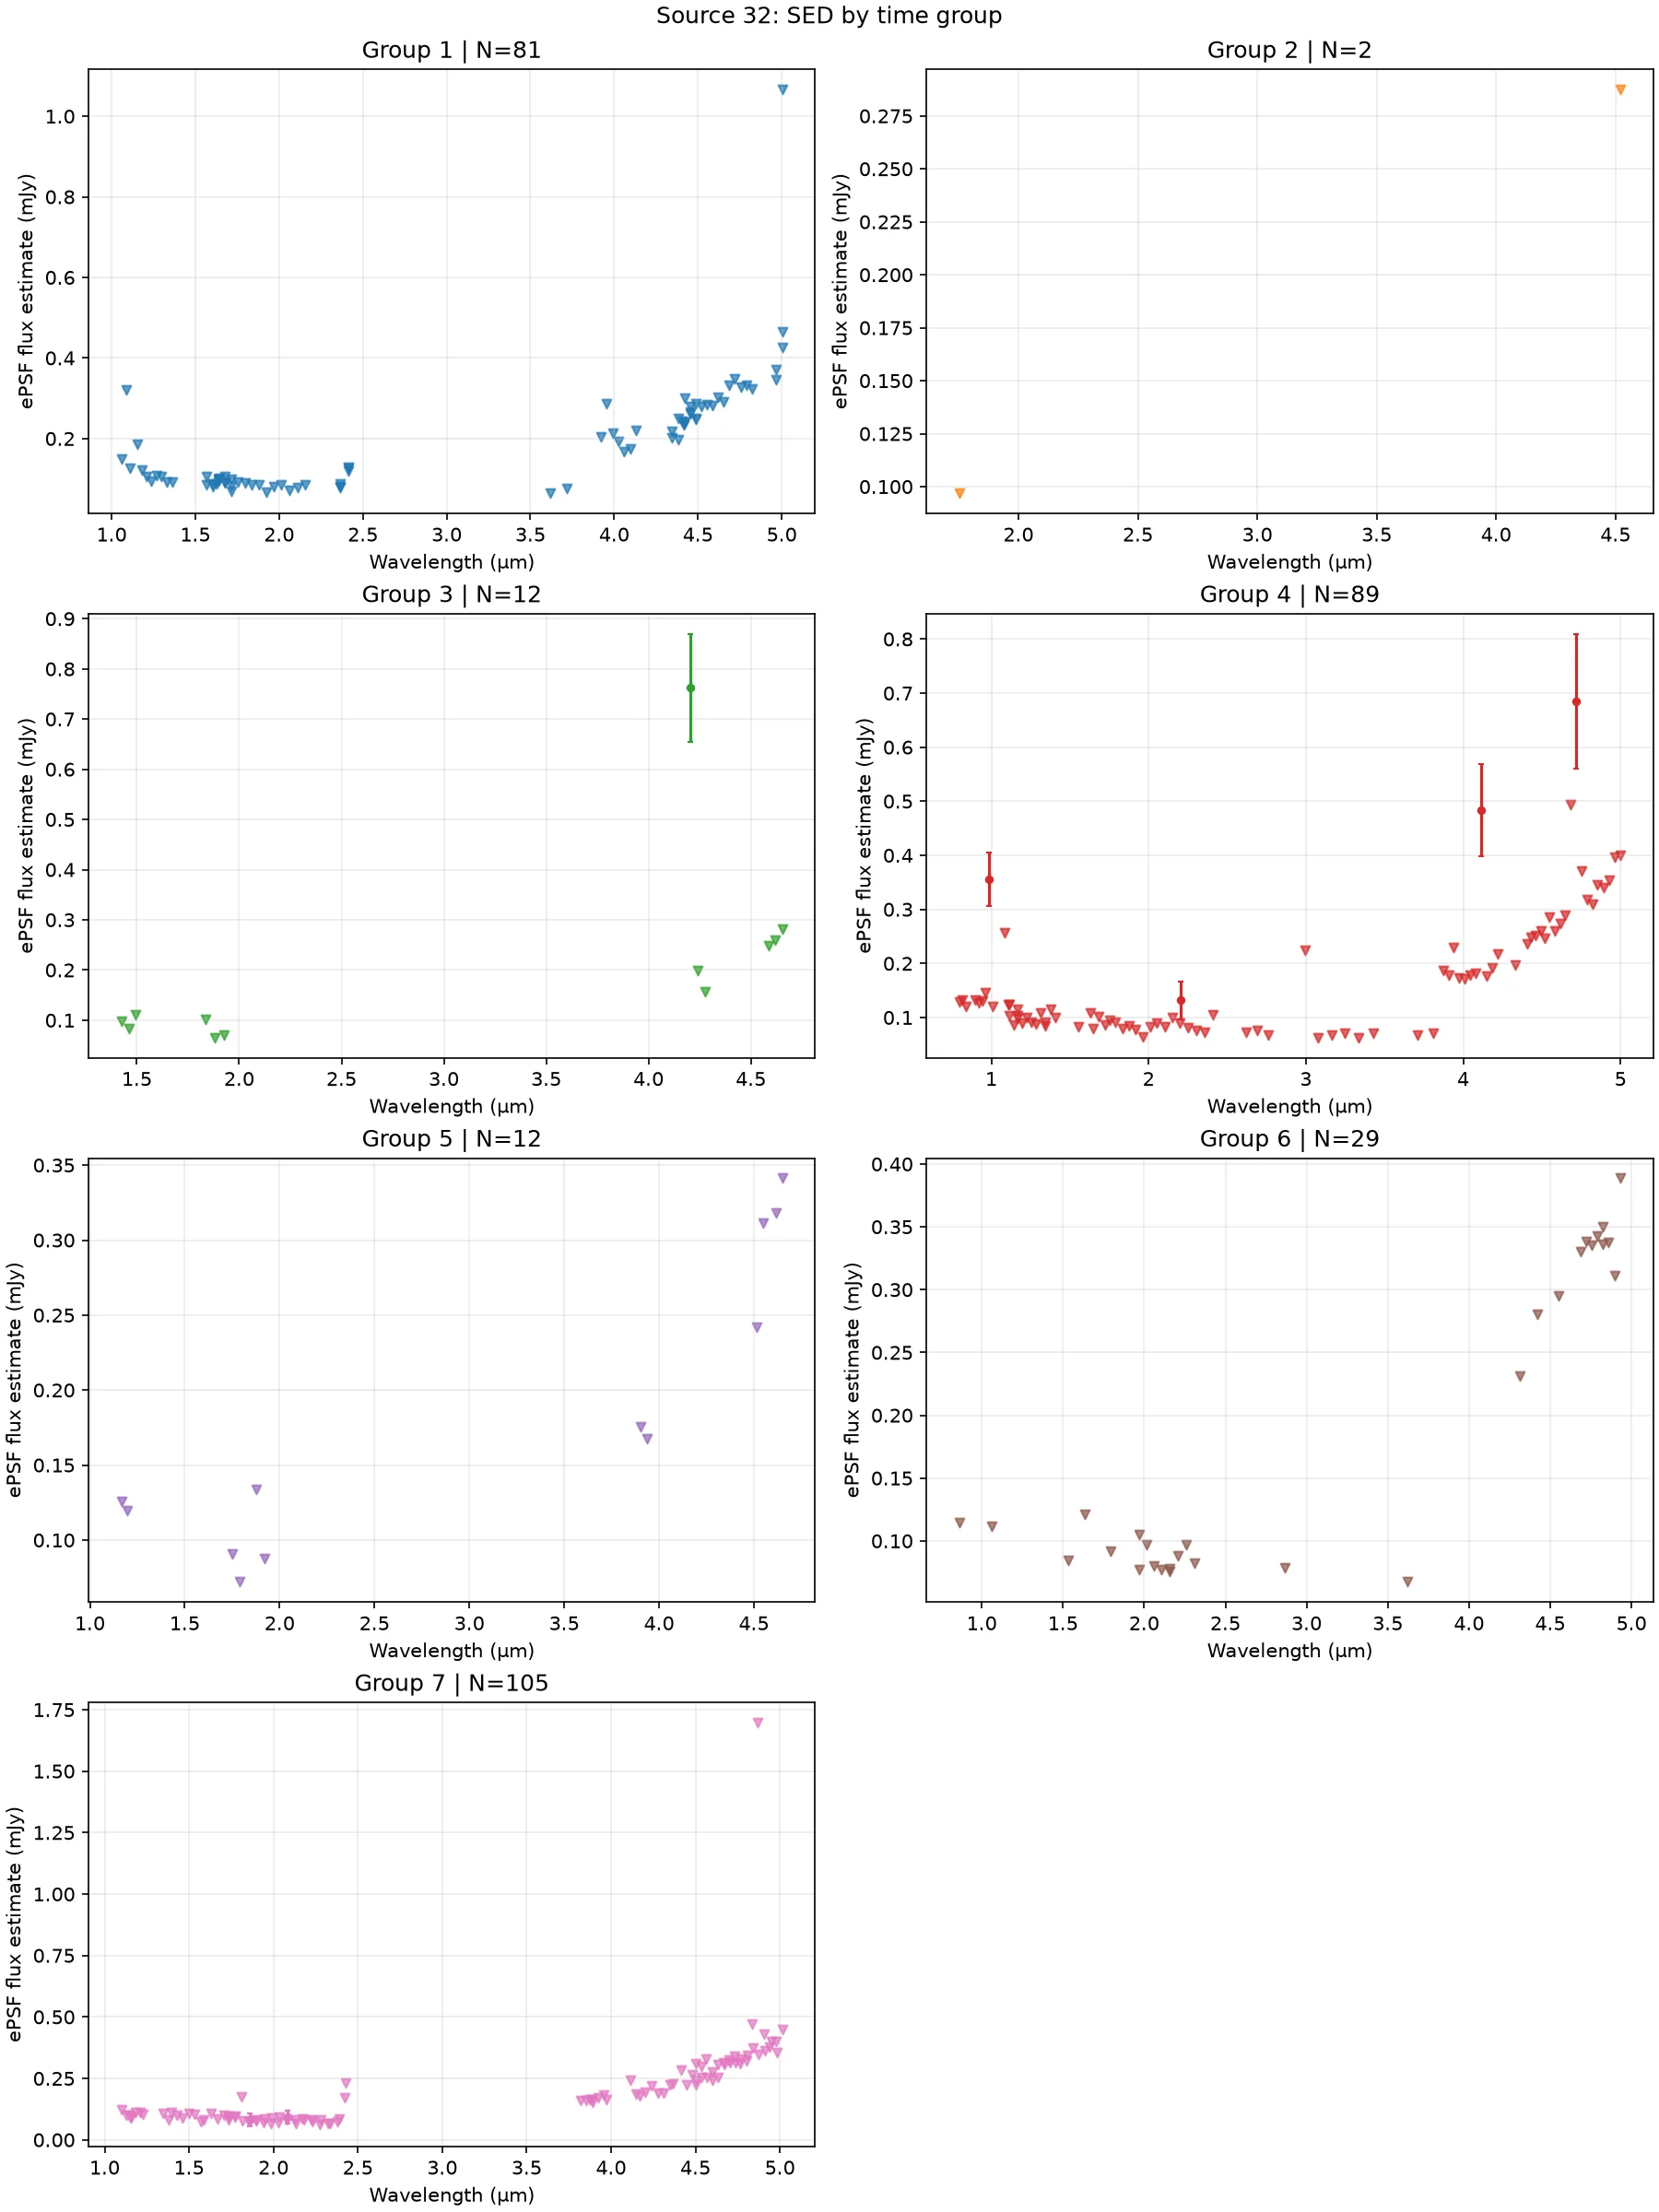 Source 32: SED by time group
Group 1 | N=81
ePSF flux estimate (mJy)
1.0
0.8
0.6
0.4
0.2
1.0 1.5 2.0 2.5 3.0 3.5 4.0 4.5 5.0
Wavelength (μm)
Group 2 | N=2
ePSF flux estimate (mJy)
0.275
0.250
0.225
0.200
0.175
0.150
0.125
0.100
2.0 2.5 3.0 3.5 4.0 4.5
Wavelength (μm)
Group 3 | N=12
ePSF flux estimate (mJy)
0.9
0.8
0.7
0.6
0.5
0.4
0.3
0.2
0.1
1.5 2.0 2.5 3.0 3.5 4.0 4.5
Wavelength (μm)
Group 4 | N=89
ePSF flux estimate (mJy)
0.8
0.7
0.6
0.5
0.4
0.3
0.2
0.1
1 2 3 4 5
Wavelength (μm)
Group 5 | N=12
ePSF flux estimate (mJy)
0.35
0.30
0.25
0.20
0.15
0.10
1.0 1.5 2.0 2.5 3.0 3.5 4.0 4.5
Wavelength (μm)
Group 6 | N=29
ePSF flux estimate (mJy)
0.40
0.35
0.30
0.25
0.20
0.15
0.10
1.0 1.5 2.0 2.5 3.0 3.5 4.0 4.5 5.0
Wavelength (μm)
Group 7 | N=105
ePSF flux estimate (mJy)
1.75
1.50
1.25
1.00
0.75
0.50
0.25
0.00
1.0 1.5 2.0 2.5 3.0 3.5 4.0 4.5 5.0
Wavelength (μm)